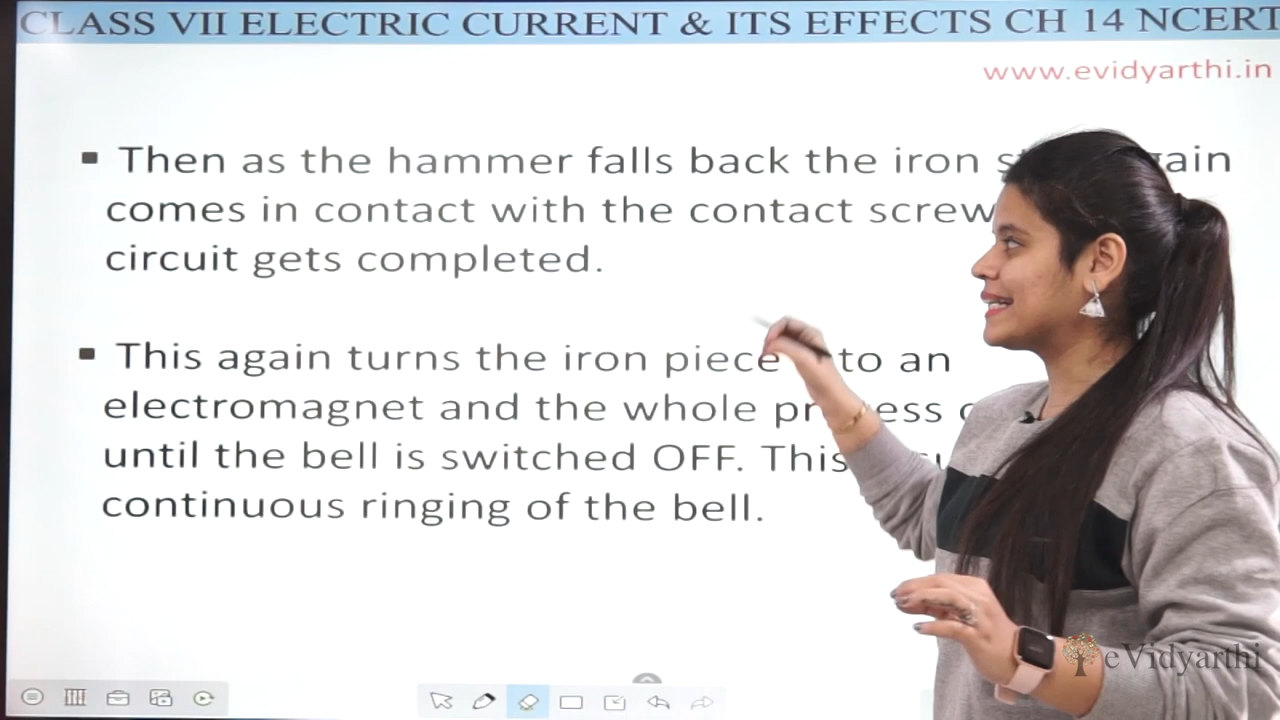 CLASS VII ELECTRIC CURRENT & ITS EFFECTS CH 14 NCERT
www.evidyarthi.in
▪ Then as the hammer falls back the iron
comes in contact with the contact screw
circuit gets completed.
▪ This again turns the iron piece to an
electromagnet and the whole
until the bell is switched OFF. This
continuous ringing of the bell.
eVidyarthi